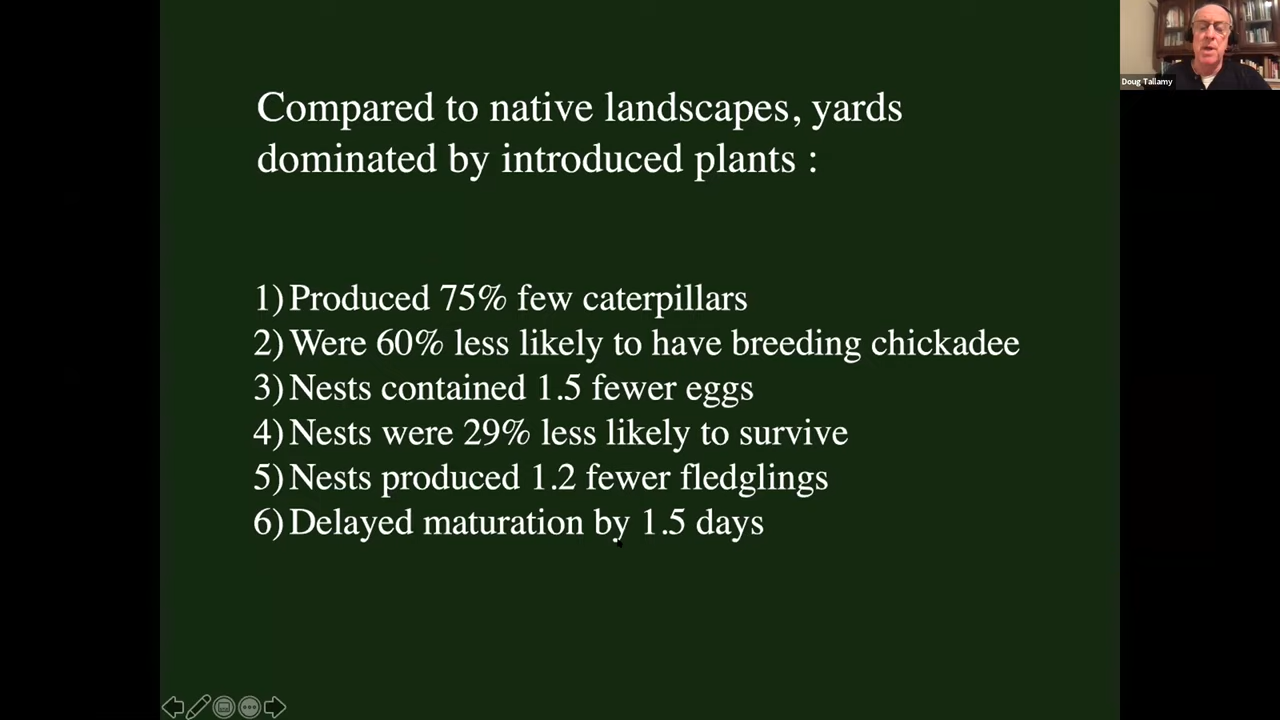 Compared to native landscapes, yards
dominated by introduced plants :
1) Produced 75% few caterpillars
2) Were 60% less likely to have breeding chickadee
3) Nests contained 1.5 fewer eggs
4) Nests were 29% less likely to survive
5) Nests produced 1.2 fewer fledglings
6) Delayed maturation by 1.5 days
Doug Tallamy